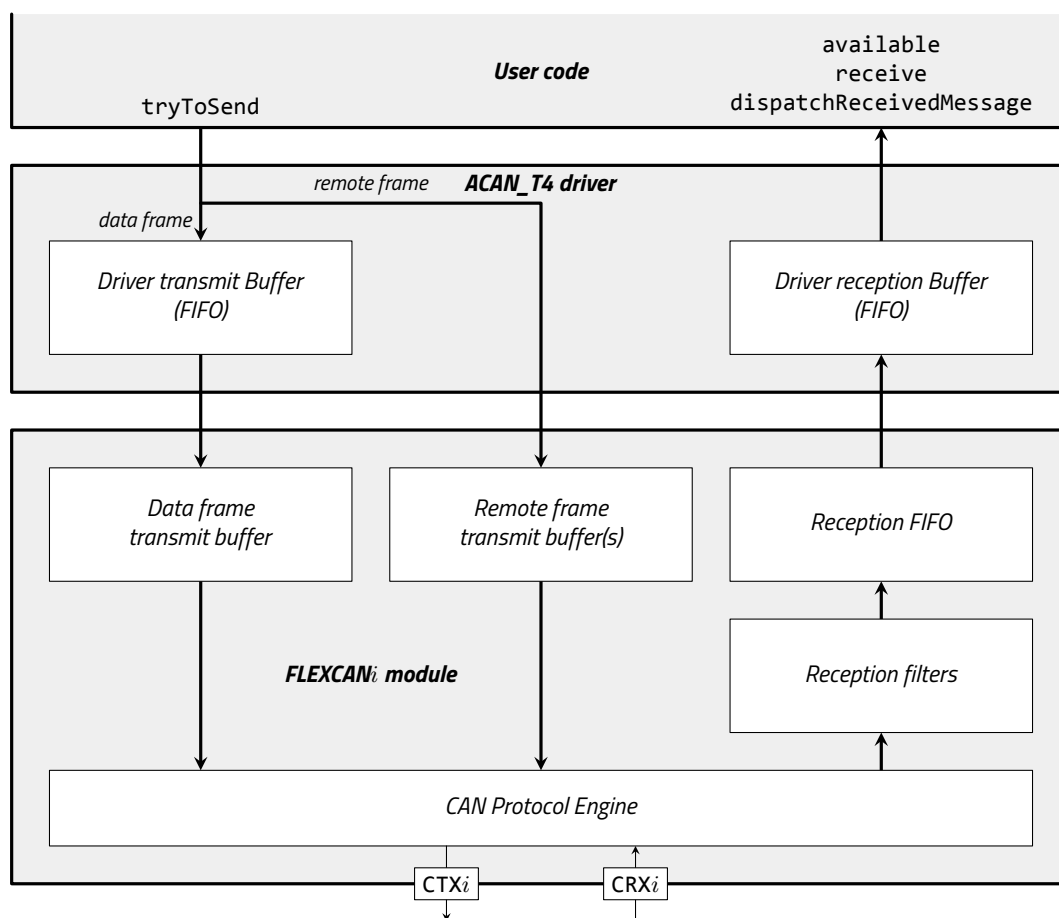 available
receive
User code
dispatchReceivedMessage
tryToSend
remote frame
ACAN_T4 driver
data frame
Driver transmit Buffer
(FIFO)
Driver reception Buffer
(FIFO)
Data frame
transmit buffer
Remote frame
transmit buffer(s)
Reception FIFO
FLEXCANi module
Reception filters
CAN Protocol Engine
CTXi
CRXi